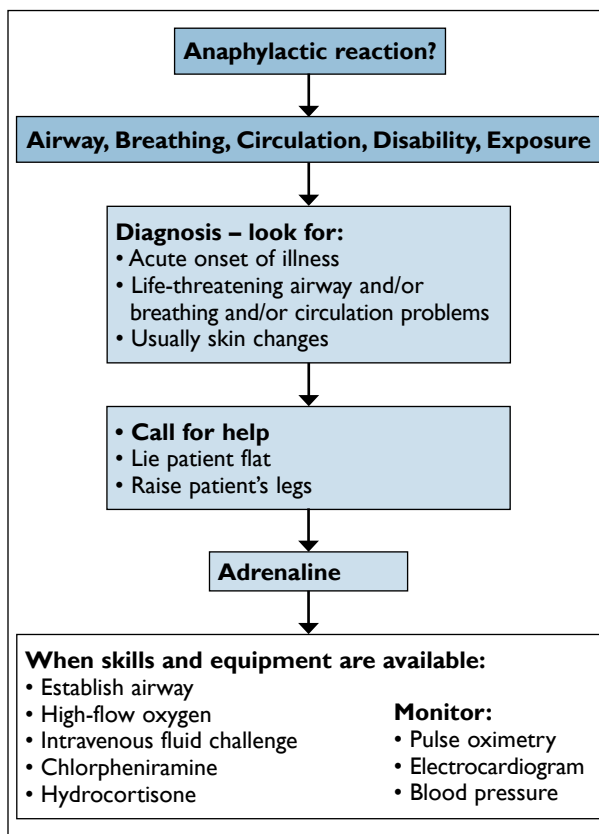 Anaphylactic reaction?
Airway, Breathing, Circulation, Disability, Exposure
Diagnosis – look for:
• Acute onset of illness
• Life-threatening airway and/or
breathing and/or circulation problems
• Usually skin changes
• Call for help
• Lie patient flat
• Raise patient's legs
Adrenaline
When skills and equipment are available:
• Establish airway
• High-flow oxygen
• Intravenous fluid challenge
• Chlorpheniramine
• Hydrocortisone
Monitor:
• Pulse oximetry
• Electrocardiogram
• Blood pressure